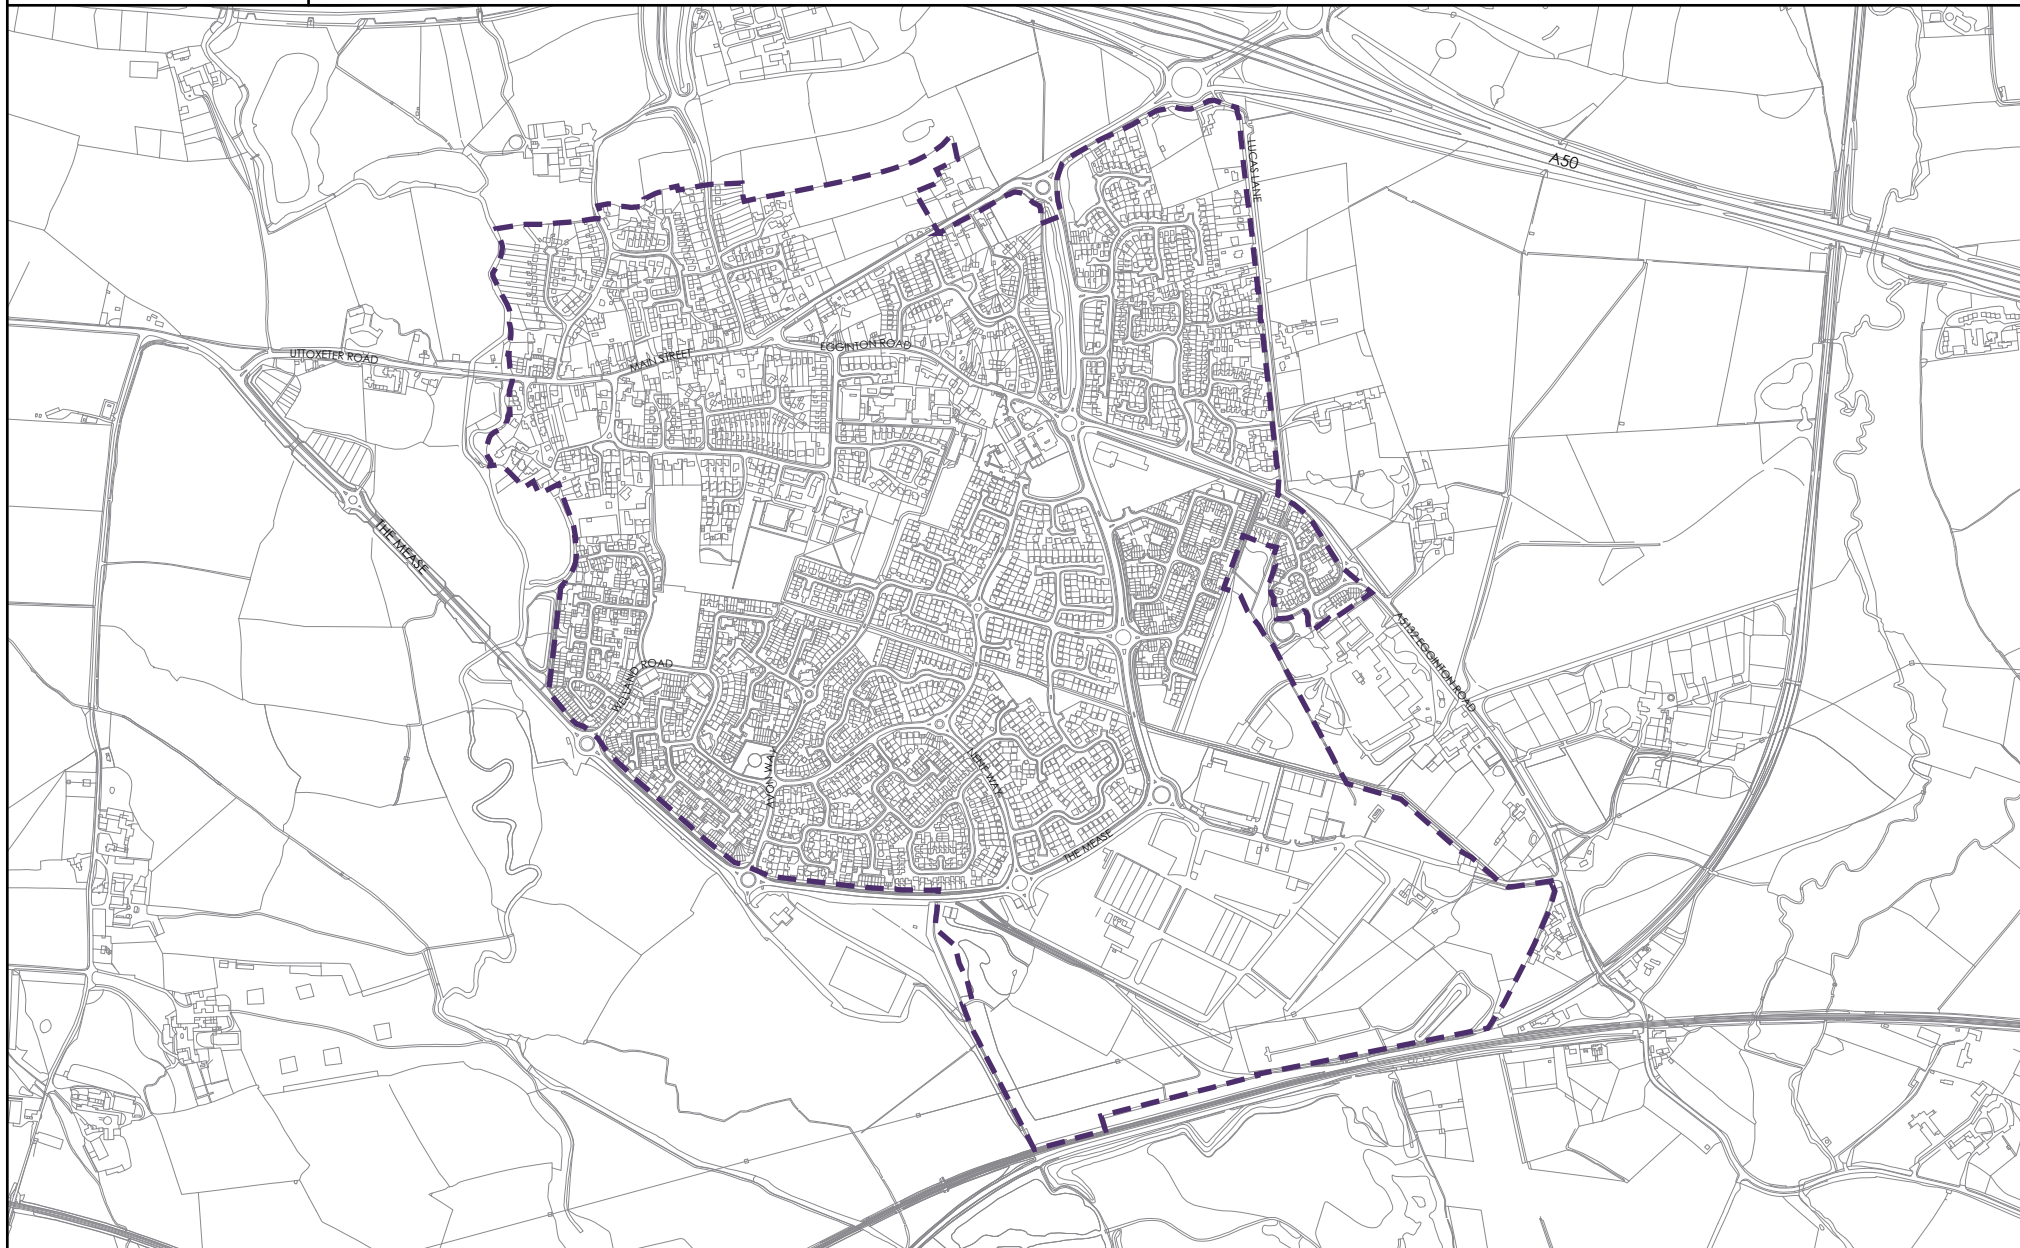 A50
LUCAS LANE
UTTOXETER ROAD
MAIN STREET
EGGINTON ROAD
THE MEASE
A5132 EGGINTON ROAD
WELLAND ROAD
AVON WAY
NENE WAY
THE MEASE